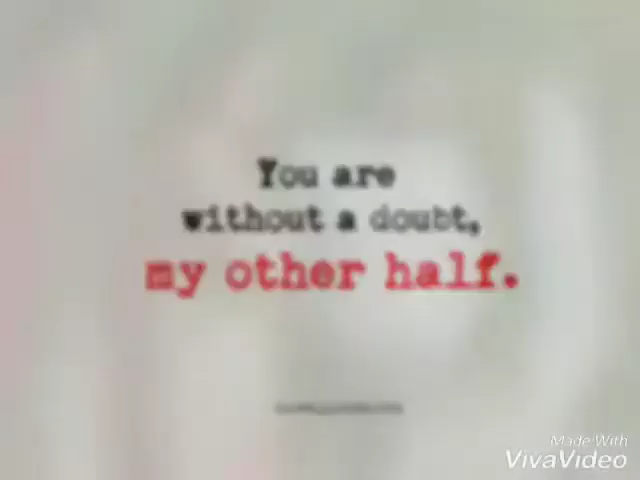 You are
without a doubt,
my other half.
Made With
VivaVideo